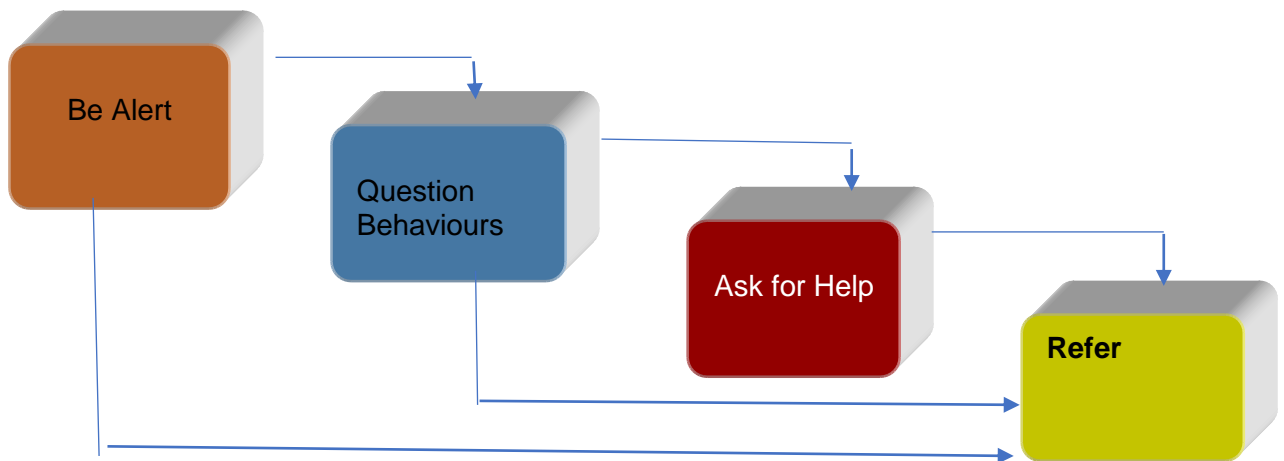 Be Alert
Question
Behaviours
Ask for Help
Refer